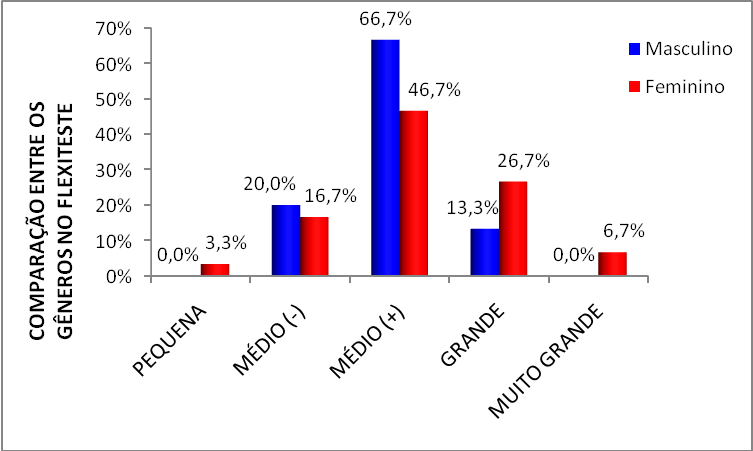 COMPARAÇÃO ENTRE OS
GÊNEROS NO FLEXITESTE
70%
60%
50%
40%
30%
20%
10%
0%
0,0%
3,3%
20,0%
16,7%
66,7%
46,7%
13,3%
26,7%
0,0%
6,7%
PEQUENA
MÉDIO (-)
MÉDIO (+)
GRANDE
MUITO GRANDE
Masculino
Feminino